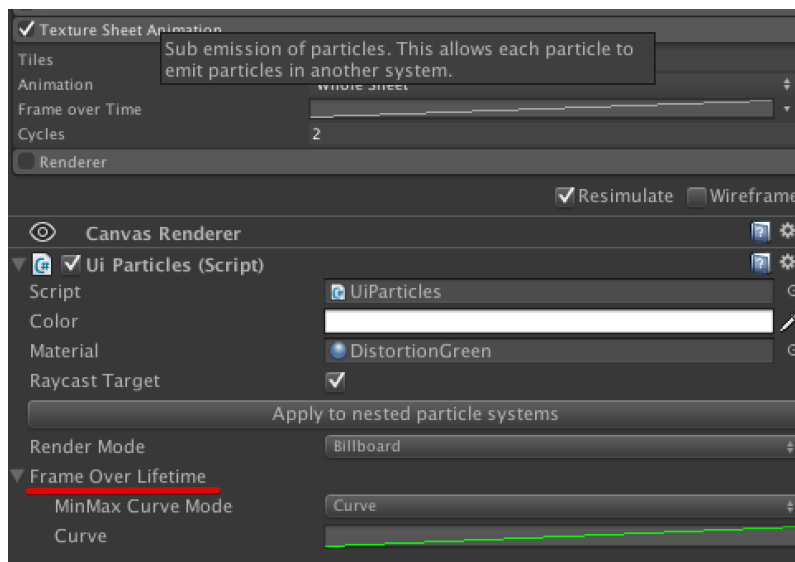 Texture Sheet Animation
Sub emission of particles. This allows each particle to
emit particles in another system.
Tiles
Animation
Whole Sheet
Frame over Time
Cycles
2
Renderer
Resimulate
Wireframe
Canvas Renderer
Ui Particles (Script)
Script
UiParticles
Color
Material
DistortionGreen
Raycast Target
Apply to nested particle systems
Render Mode
Billboard
Frame Over Lifetime
MinMax Curve Mode
Curve
Curve